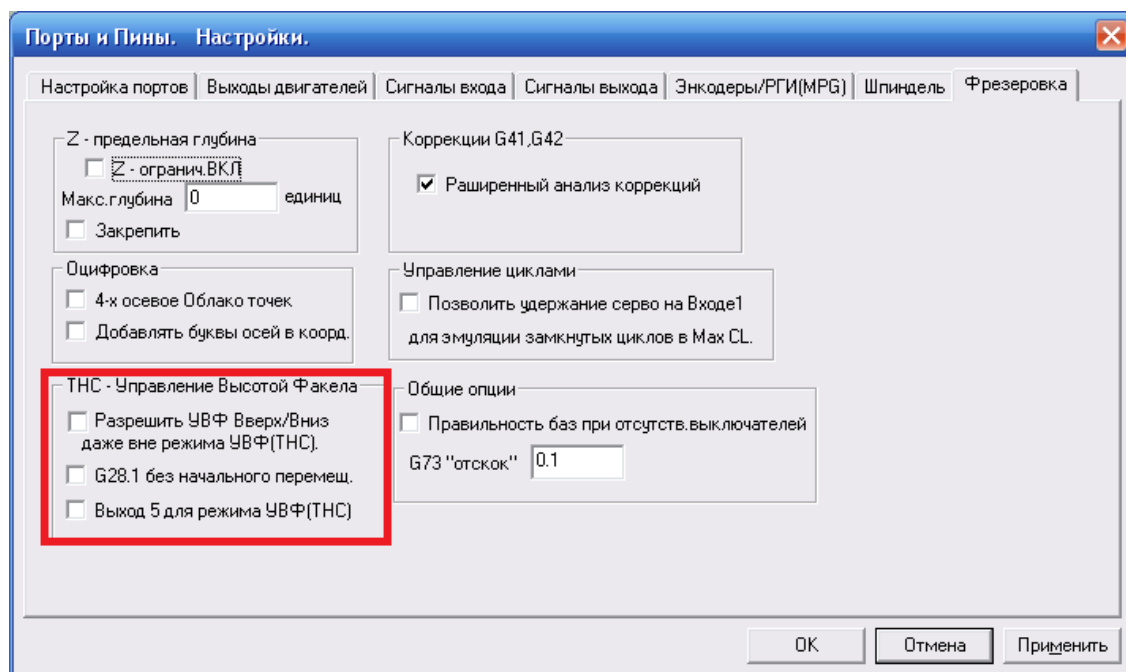 Порты и Пины. Настройки.
Настройка портов Выходы двигателей Сигналы входа Сигналы выхода Энкодеры/РГИ(MPG) Шпиндель Фрезеровка
Z - предельная глубина
Z - огранич.ВКЛ
Макс.глубина 0 единиц
Закрепить
Коррекции G41,G42
Раширенный анализ коррекций
Оцифровка
4-х осевое Облако точек
Добавлять буквы осей в коорд.
Управление циклами
Позволить удержание серво на Входе1
для эмуляции замкнутых циклов в Max CL.
THC - Управление Высотой Факела
Разрешить УВФ Вверх/Вниз
даже вне режима УВФ(THC).
G28.1 без начального перемещ.
Выход 5 для режима УВФ(THC)
Общие опции
Правильность баз при отсутств.выключателей
G73 "отскок" 0.1
OK Отмена Применить